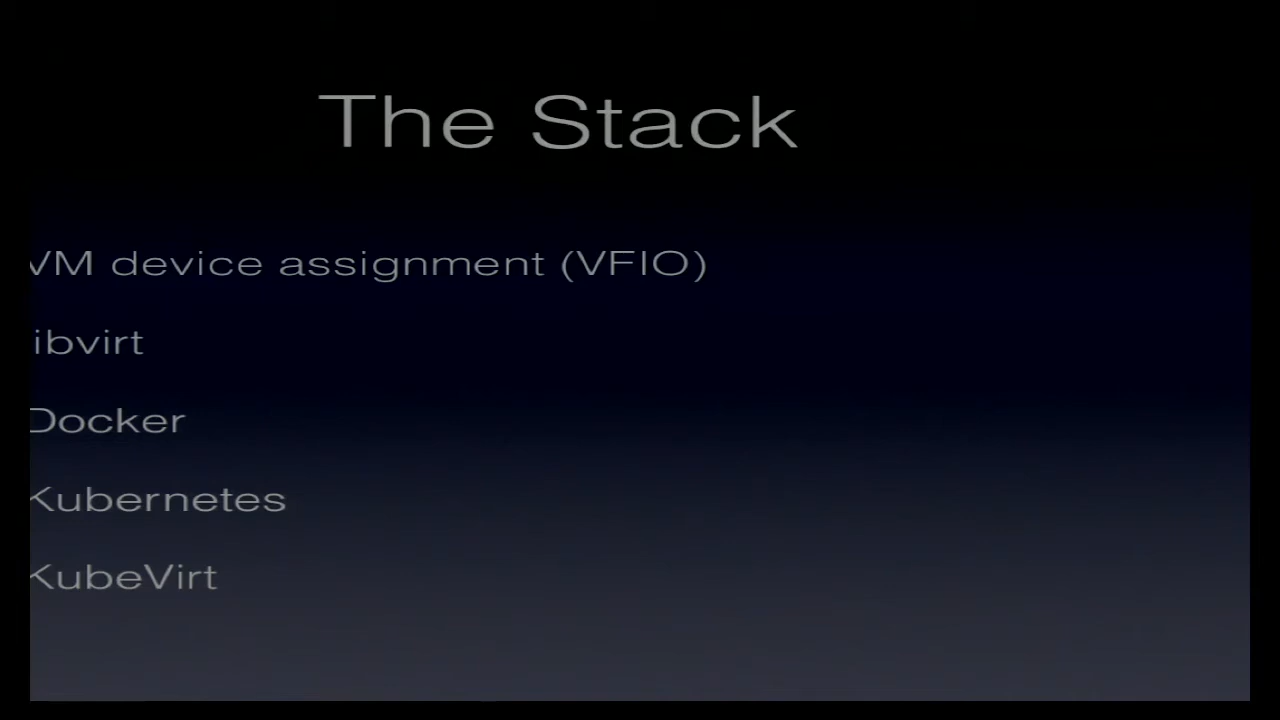 The Stack
VM device assignment (VFIO)
ibvirt
Docker
Kubernetes
KubeVirt